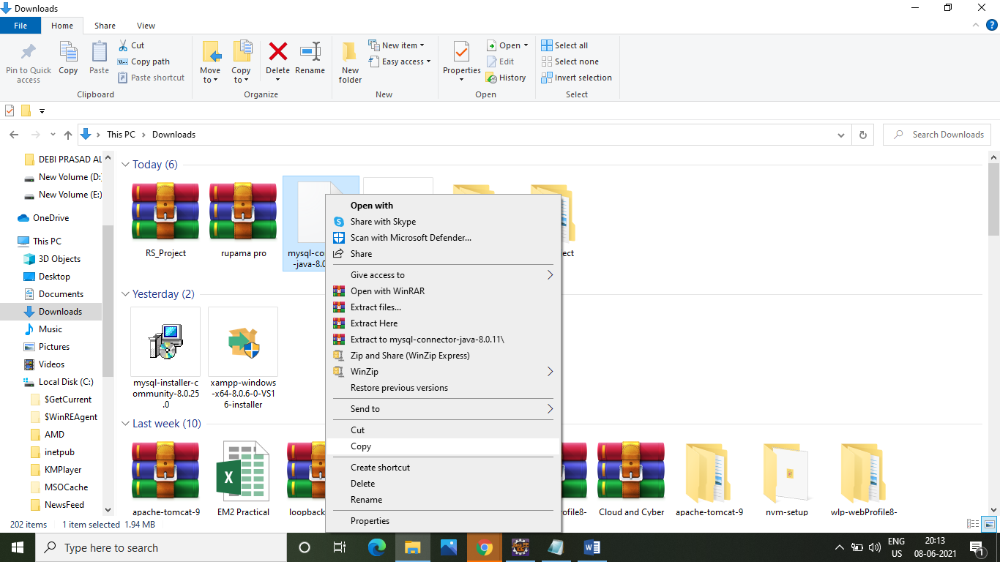 Downloads
File Home Share View
Pin to Quick access
Copy
Paste
Cut
Copy path
Paste shortcut
Clipboard
Move to
Copy to
Delete
Rename
Organize
New folder
New item
Easy access
New
Properties
Open
Edit
History
Open
Select all
Select none
Invert selection
Select
This PC > Downloads
Search Downloads
DEBI PRASAD AL
New Volume (D:
New Volume (E:)
OneDrive
This PC
3D Objects
Desktop
Documents
Downloads
Music
Pictures
Videos
Local Disk (C:)
$GetCurrent
$WinREAgent
AMD
inetpub
KMPlayer
MSOCache
NewsFeed
Today (6)
RS_Project
rupama pro
mysql-co
-java-8.0
Yesterday (2)
mysql-installer-c
ommunity-8.0.25
.0
xampp-windows
-x64-8.0.6-0-VS1
6-installer
Last week (10)
apache-tomcat-9
EM2 Practical
loopback
Cloud and Cyber
apache-tomcat-9
nvm-setup
wlp-webProfile8-
Open with
Share with Skype
Scan with Microsoft Defender...
Share
Give access to
Open with WinRAR
Extract files...
Extract Here
Extract to mysql-connector-java-8.0.11\
Zip and Share (WinZip Express)
WinZip
Restore previous versions
Send to
Cut
Copy
Create shortcut
Delete
Rename
Properties
202 items 1 item selected 1.94 MB
Type here to search
ENG
US
20:13
08-06-2021
1